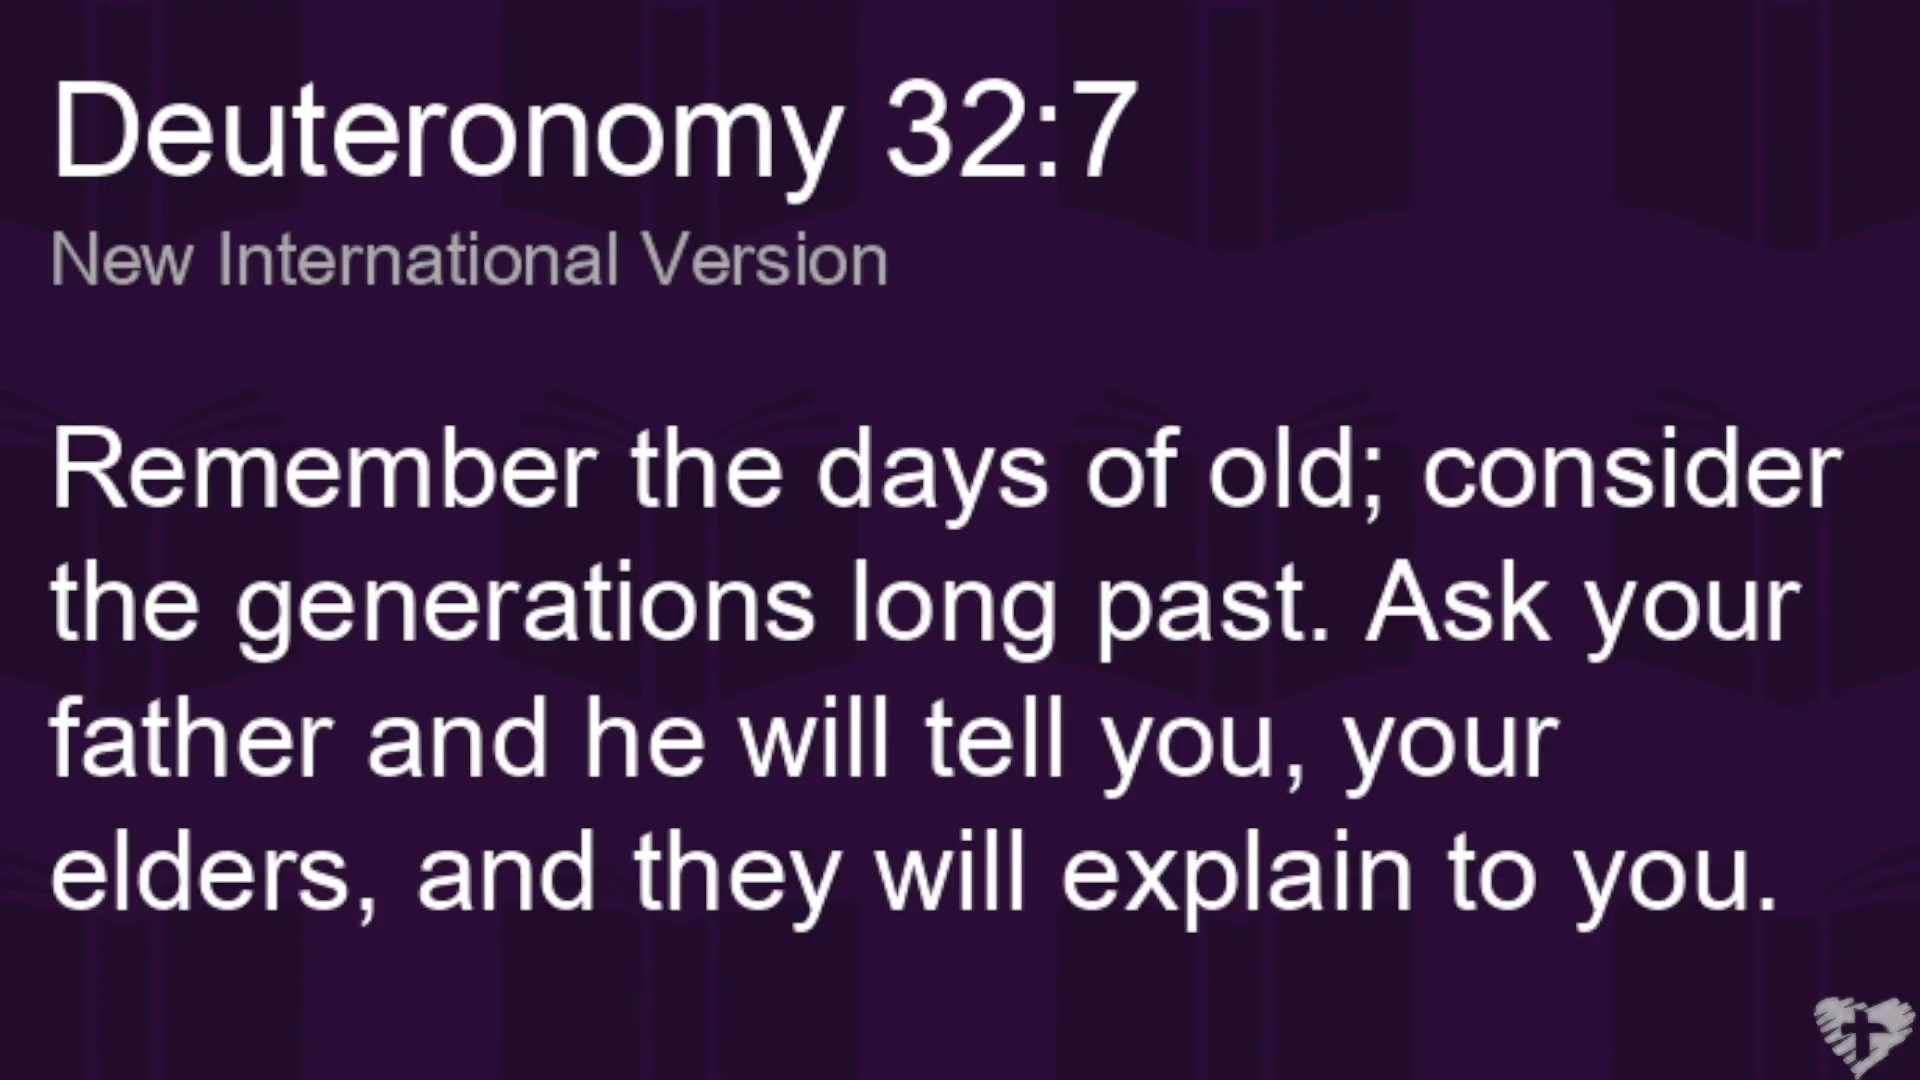 Deuteronomy 32:7
New International Version
Remember the days of old; consider
the generations long past. Ask your
father and he will tell you, your
elders, and they will explain to you.